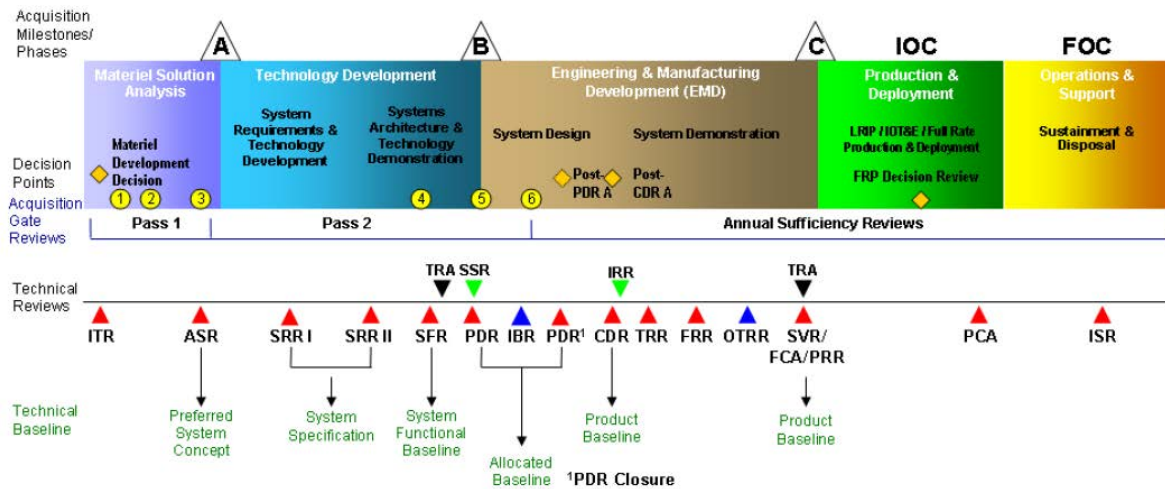 Acquisition
Milestones/
Phases
A
B
C
IOC
FOC
Materiel Solution
Analysis
Technology Development
Engineering & Manufacturing
Development (EMD)
Production &
Deployment
Operations &
Support
System
Requirements &
Technology
Development
Systems
Architecture &
Technology
Demonstration
System Design
System Demonstration
LRIP / IOT&E / Full Rate
Production & Deployment
Sustainment &
Disposal
Materiel
Development
Decision
Post-
PDR A
Post-
CDR A
FRP Decision Review
Decision
Points
1
2
3
4
5
6
Acquisition
Gate
Reviews
Pass 1
Pass 2
Annual Sufficiency Reviews
TRA
SSR
IRR
TRA
Technical
Reviews
ITR
ASR
SRR I
SRR II
SFR
PDR
IBR
PDR¹
CDR
TRR
FRR
OTRR
SVR/
FCA/PRR
PCA
ISR
Technical
Baseline
Preferred
System
Concept
System
Specification
System
Functional
Baseline
Allocated
Baseline
Product
Baseline
Product
Baseline
¹PDR Closure